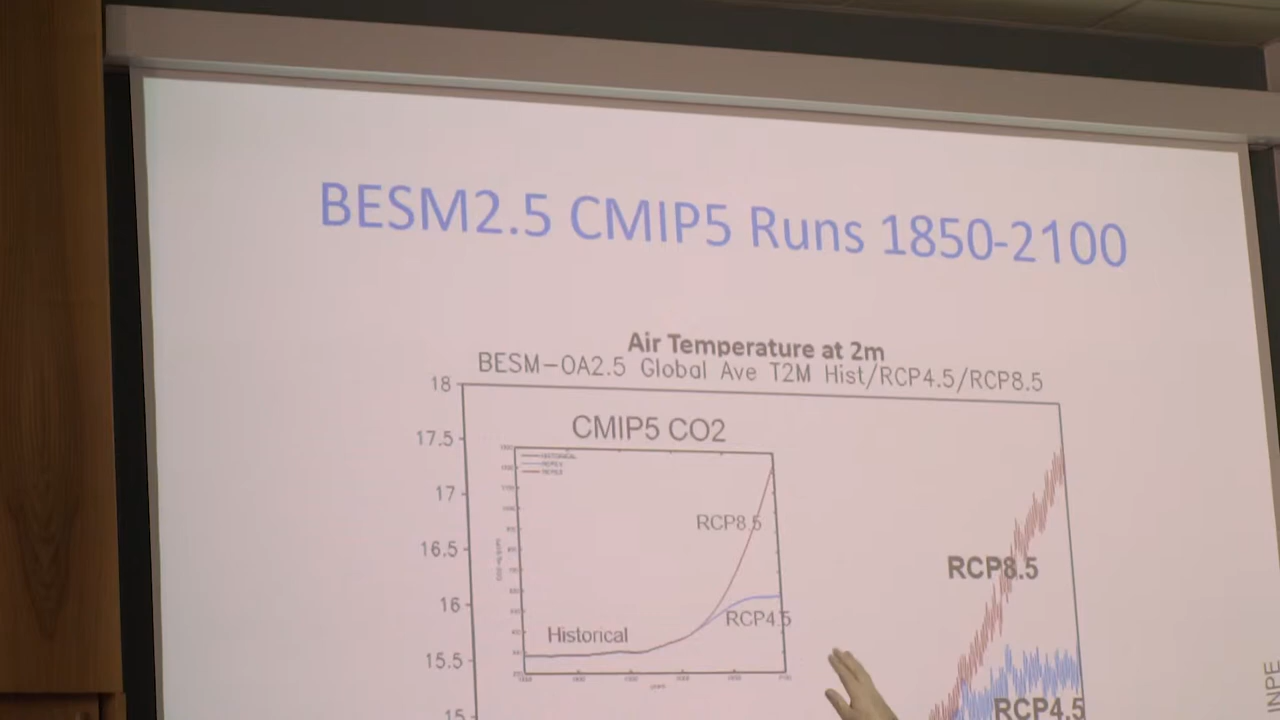 BESM2.5 CMIP5 Runs 1850-2100
Air Temperature at 2m
BESM-OA2.5 Global Ave T2M Hist/RCP4.5/RCP8.5
18
17.5
17
16.5
16
15.5
15
CMIP5 CO2
RCP8.5
RCP4.5
Historical
RCP8.5
RCP4.5
INPE